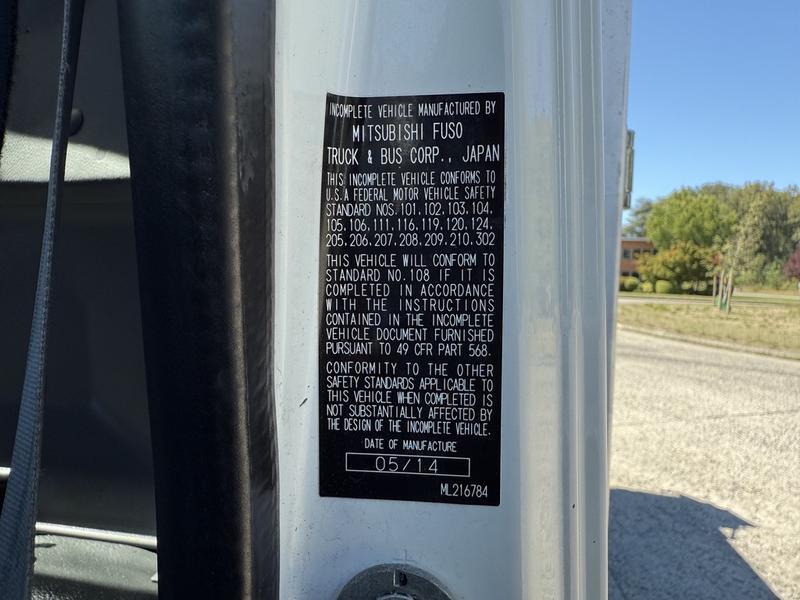 INCOMPLETE VEHICLE MANUFACTURED BY
MITSUBISHI FUSO
TRUCK & BUS CORP., JAPAN
THIS INCOMPLETE VEHICLE CONFORMS TO
U.S.A FEDERAL MOTOR VEHICLE SAFETY
STANDARD NOS. 101. 102. 103. 104.
105. 106. 111. 116. 119. 120. 124.
205. 206. 207. 208. 209. 210. 302
THIS VEHICLE WILL CONFORM TO
STANDARD NO. 108 IF IT IS
COMPLETED IN ACCORDANCE
WITH THE INSTRUCTIONS
CONTAINED IN THE INCOMPLETE
VEHICLE DOCUMENT FURNISHED
PURSUANT TO 49 CFR PART 568.
CONFORMITY TO THE OTHER
SAFETY STANDARDS APPLICABLE TO
THIS VEHICLE WHEN COMPLETED IS
NOT SUBSTANTIALLY AFFECTED BY
THE DESIGN OF THE INCOMPLETE VEHICLE.
DATE OF MANUFACTURE
05/14
ML216784